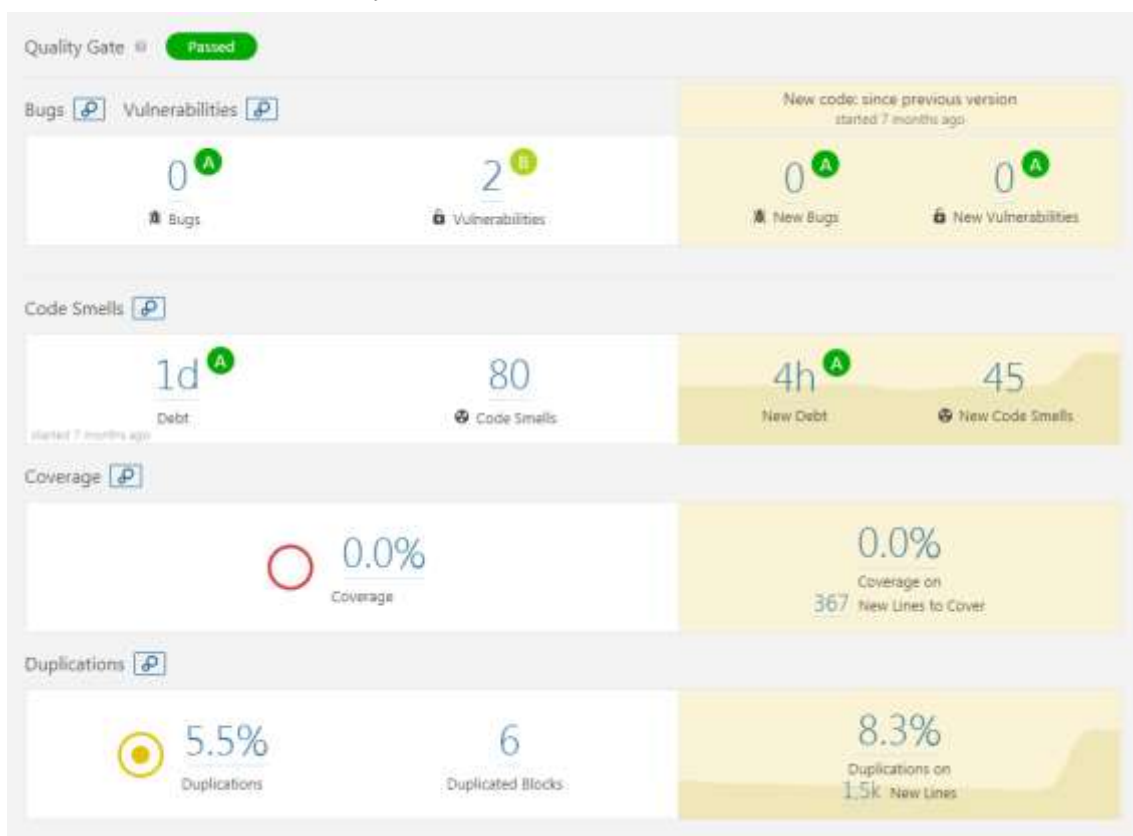 Quality Gate Passed
Bugs Vulnerabilities
New code: since previous version
started 7 months ago
0 A
Bugs
2 B
Vulnerabilities
0 A
New Bugs
0 A
New Vulnerabilities
Code Smells
1d A
Debt
80
Code Smells
started 7 months ago
4h A
New Debt
45
New Code Smells
Coverage
0.0%
Coverage
0.0%
Coverage on
367 New Lines to Cover
Duplications
5.5%
Duplications
6
Duplicated Blocks
8.3%
Duplications on
1.5k New Lines